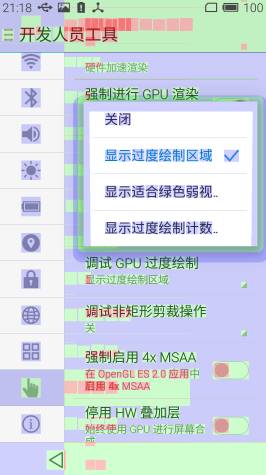 21:18
100
开发人员工具
硬件加速渲染
强制进行 GPU 渲染
关闭
显示过度绘制区域
显示适合绿色弱视..
显示过度绘制计数..
调试 GPU 过度绘制
显示过度绘制区域
调试非矩形剪裁操作
关
强制启用 4x MSAA
在 OpenGL ES 2.0 应用中
启用 4x MSAA
停用 HW 叠加层
始终使用 GPU 进行屏幕合
成